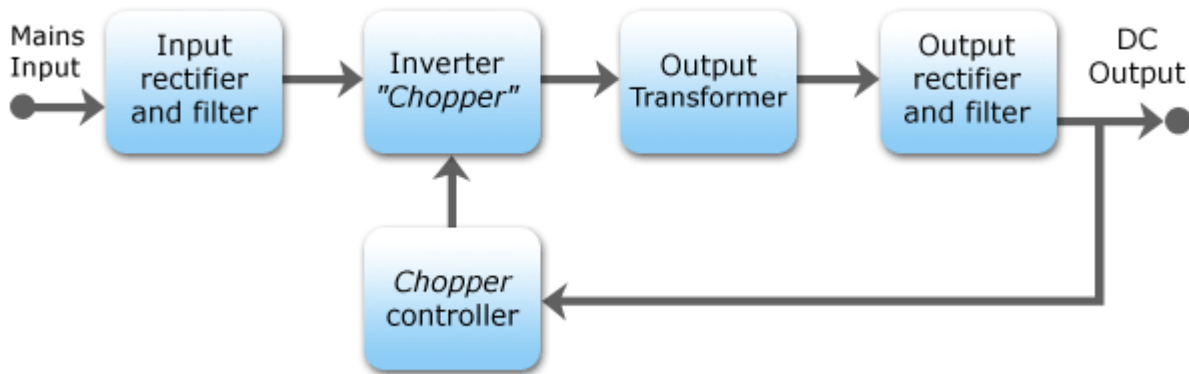 Mains
Input
Input
rectifier
and filter
Inverter
"Chopper"
Output
Transformer
Output
rectifier
and filter
DC
Output
Chopper
controller